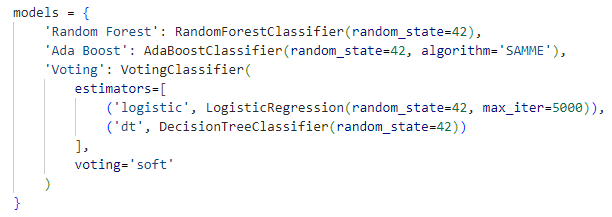 models = {
    'Random Forest': RandomForestClassifier(random_state=42),
    'Ada Boost': AdaBoostClassifier(random_state=42, algorithm='SAMME'),
    'Voting': VotingClassifier(
        estimators=[
            ('logistic', LogisticRegression(random_state=42, max_iter=5000)),
            ('dt', DecisionTreeClassifier(random_state=42))
        ],
        voting='soft'
    )
}